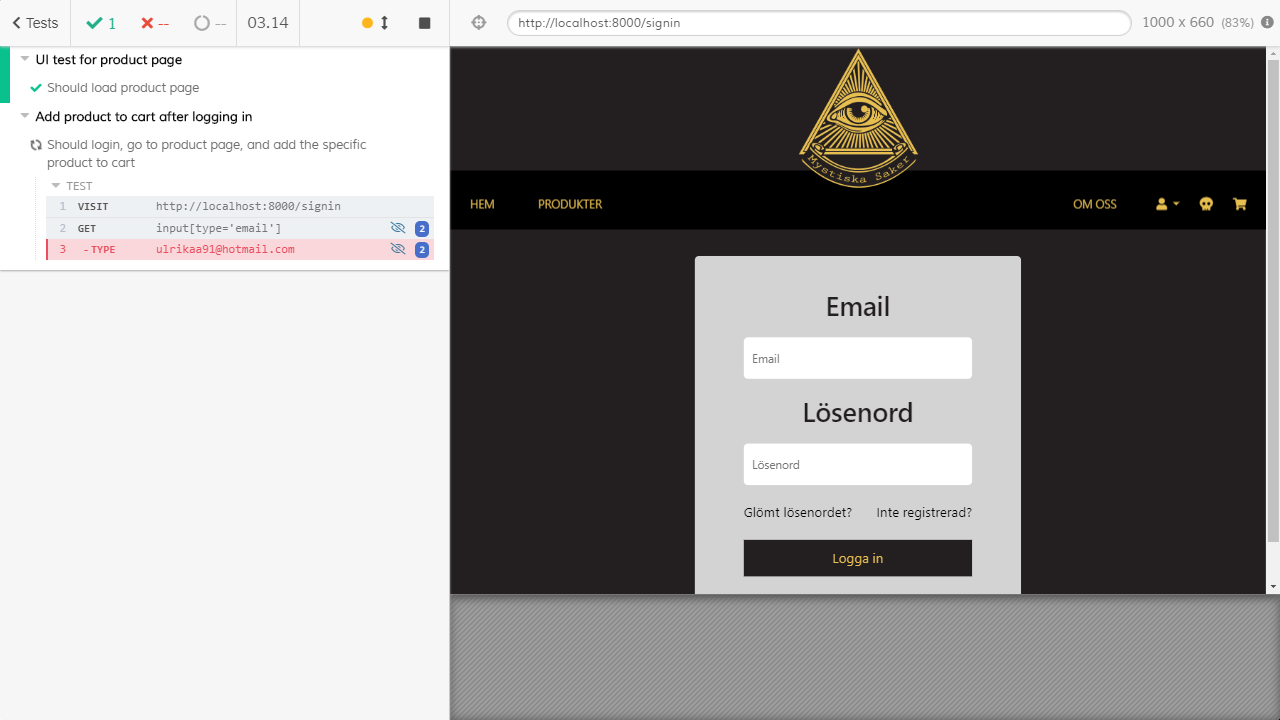 Tests
1
--
--
03.14
http://localhost:8000/signin
1000 x 660 (83%)
UI test for product page
Should load product page
Add product to cart after logging in
Should login, go to product page, and add the specific
product to cart
TEST
1 VISIT http://localhost:8000/signin
2 GET input[type='email'] 2
3 -TYPE ulrikaa91@hotmail.com 2
Mystiska Saker
HEM
PRODUKTER
OM OSS
Email
Email
Lösenord
Lösenord
Glömt lösenordet?
Inte registrerad?
Logga in